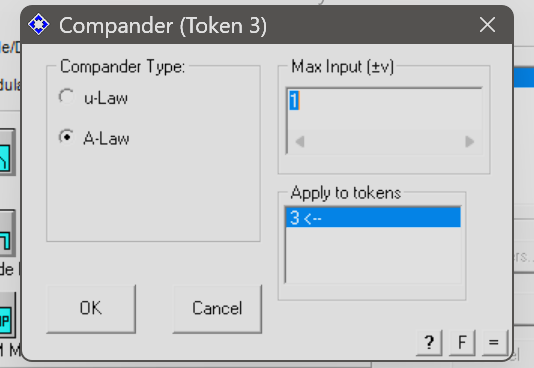 Compander (Token 3)
Compander Type:
u-Law
A-Law
Max Input (±v)
1
Apply to tokens
3 <--
OK
Cancel
?
F
=